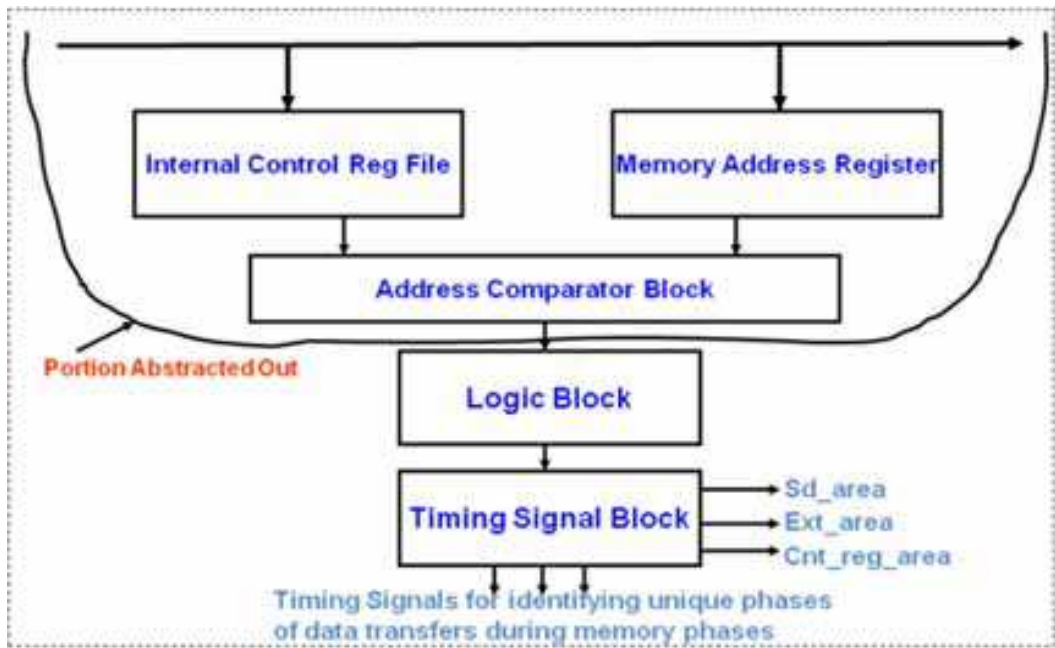 Internal Control Reg File
Memory Address Register
Address Comparator Block
Portion Abstracted Out
Logic Block
Timing Signal Block
Sd_area
Ext_area
Cnt_reg_area
Timing Signals for identifying unique phases
of data transfers during memory phases